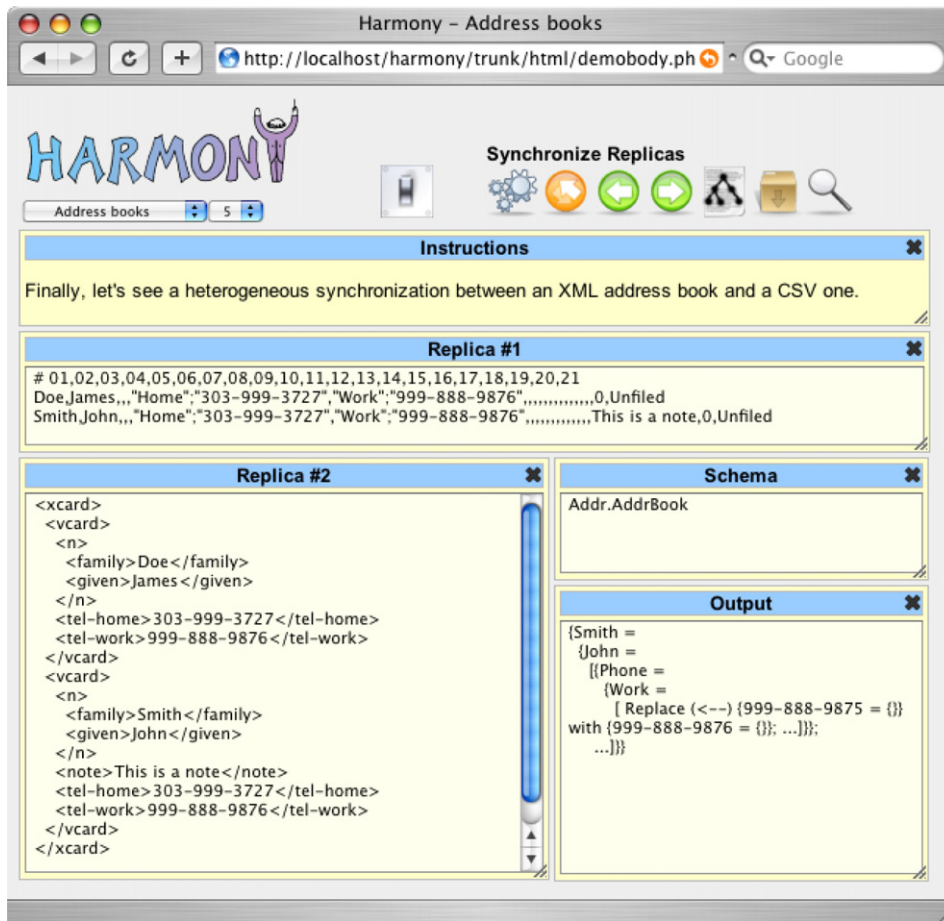 Harmony – Address books
http://localhost/harmony/trunk/html/demobody.ph
Google
HARMONY
Synchronize Replicas
Address books 5
Instructions
Finally, let's see a heterogeneous synchronization between an XML address book and a CSV one.
Replica #1
# 01,02,03,04,05,06,07,08,09,10,11,12,13,14,15,16,17,18,19,20,21
Doe,James,,,"Home";"303-999-3727","Work";"999-888-9876",,,,,,,,,,,,,,0,Unfiled
Smith,John,,,"Home";"303-999-3727","Work";"999-888-9876",,,,,,,,,,,,,This is a note,0,Unfiled
Replica #2
<xcard>
<vcard>
<n>
<family>Doe</family>
<given>James</given>
</n>
<tel-home>303-999-3727</tel-home>
<tel-work>999-888-9876</tel-work>
</vcard>
<vcard>
<n>
<family>Smith</family>
<given>John</given>
</n>
<note>This is a note</note>
<tel-home>303-999-3727</tel-home>
<tel-work>999-888-9876</tel-work>
</vcard>
</xcard>
Schema
Addr.AddrBook
Output
{Smith =
{John =
[{Phone =
{Work =
[ Replace (<--) {999-888-9875 = {}}
with {999-888-9876 = {}}; ...]}};
...]}}